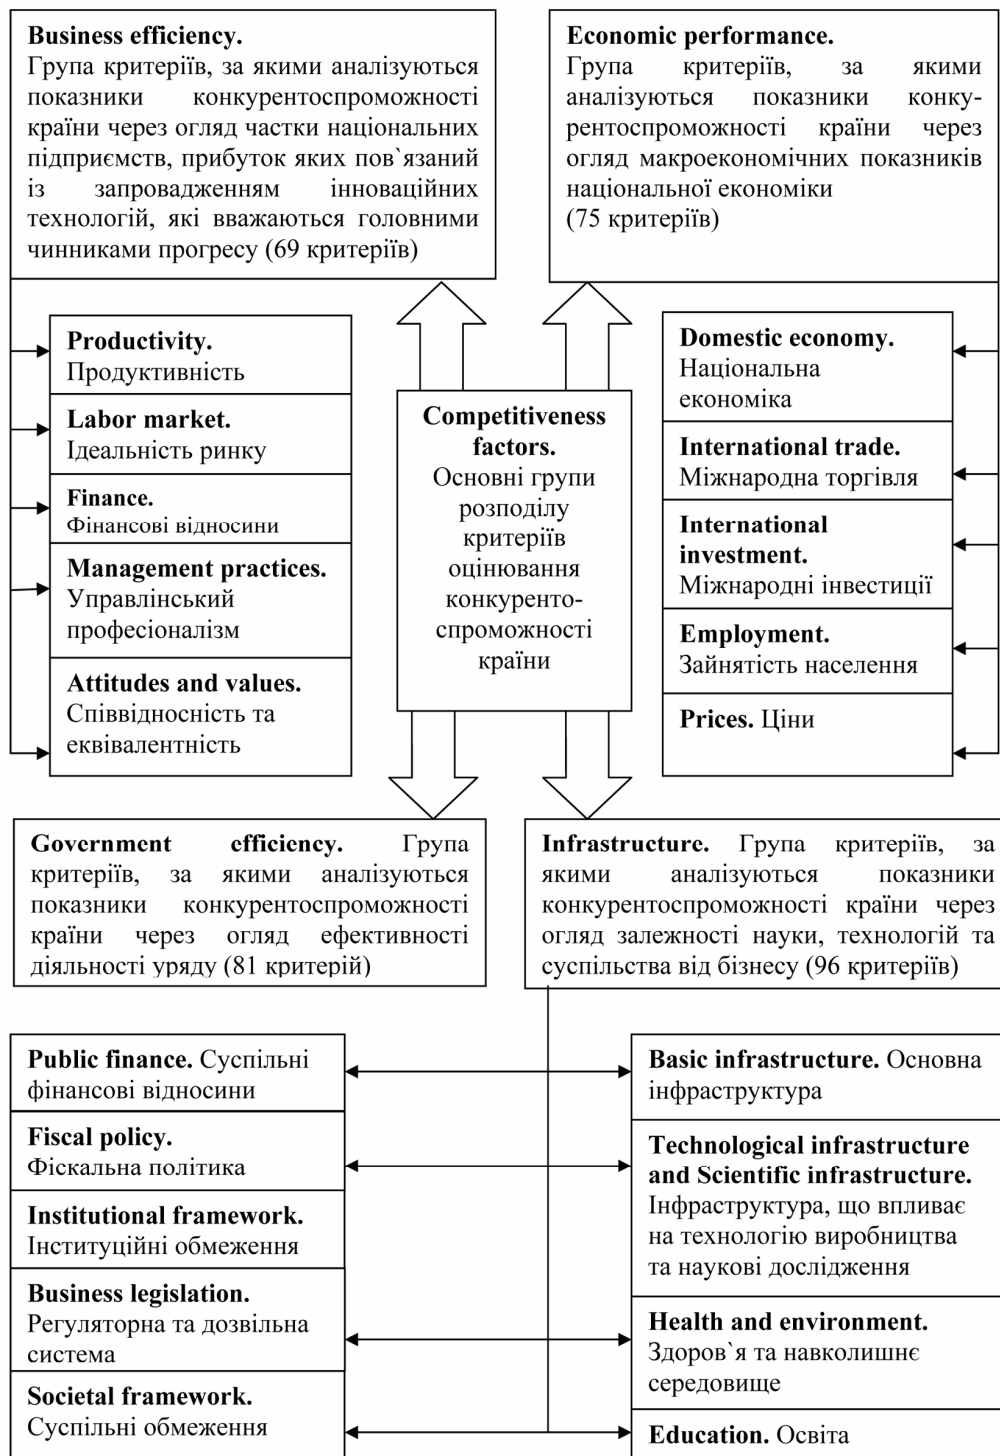 Business efficiency.
Група критеріїв, за якими аналізуються
показники конкурентоспроможності
країни через огляд частки національних
підприємств, прибуток яких пов`язаний
із запровадженням інноваційних
технологій, які вважаються головними
чинниками прогресу (69 критеріїв)
Economic performance.
Група критеріїв, за якими
аналізуються показники конку-
рентоспроможності країни через
огляд макроекономічних показників
національної економіки
(75 критеріїв)
Productivity.
Продуктивність
Labor market.
Ідеальність ринку
Finance.
Фінансові відносини
Management practices.
Управлінський
професіоналізм
Attitudes and values.
Співвідносність та
еквівалентність
Competitiveness
factors.
Основні групи
розподілу
критеріїв
оцінювання
конкуренто-
спроможності
країни
Domestic economy.
Національна
економіка
International trade.
Міжнародна торгівля
International
investment.
Міжнародні інвестиції
Employment.
Зайнятість населення
Prices. Ціни
Government efficiency. Група
критеріїв, за якими аналізуються
показники конкурентоспроможності
країни через огляд ефективності
діяльності уряду (81 критерій)
Infrastructure. Група критеріїв, за
якими аналізуються показники
конкурентоспроможності країни через
огляд залежності науки, технологій та
суспільства від бізнесу (96 критеріїв)
Public finance. Суспільні
фінансові відносини
Fiscal policy.
Фіскальна політика
Institutional framework.
Інституційні обмеження
Business legislation.
Регуляторна та дозвільна
система
Societal framework.
Суспільні обмеження
Basic infrastructure. Основна
інфраструктура
Technological infrastructure
and Scientific infrastructure.
Інфраструктура, що впливає
на технологію виробництва
та наукові дослідження
Health and environment.
Здоров`я та навколишнє
середовище
Education. Освіта